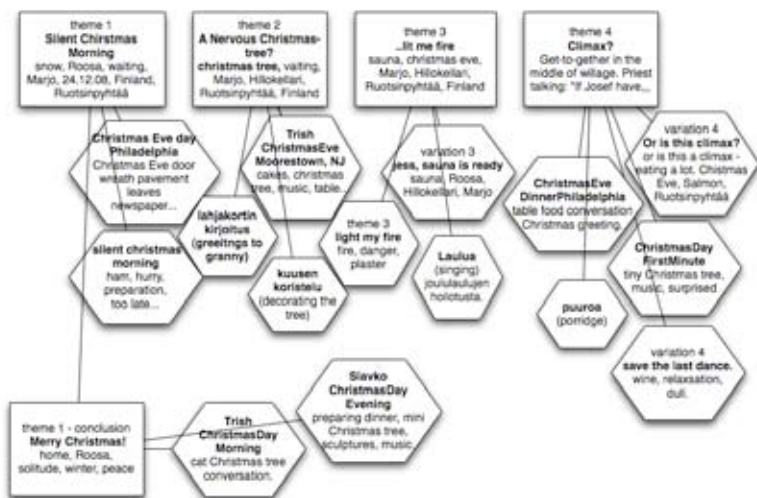 theme 1
Silent Chirstmas
Morning
snow, Roosa, waiting,
Marjo, 24.12.08, Finland,
Ruotsinpyhtää
theme 2
A Nervous Christmas-
tree?
christmas tree, vaiting,
Marjo, Hillokellari,
Ruotsinpyhtää, Finland
theme 3
...lit me fire
sauna, christmas eve,
Marjo, Hillokellari,
Ruotsinpyhtää, Finland
theme 4
Climax?
Get-to-gether in the
middle of willage. Priest
talking: "If Josef have,,,
Christmas Eve day
Philadelphia
Christmas Eve door
wreath pavement
leaves
newspaper...
silent christmas
morning
ham, hurry,
preparation,
too late...
lahjakortin
kirjoitus
(greeitngs to
granny)
Trish
ChristmasEve
Moorestown, NJ
cakes, christmas
tree, music, table...
kuusen
koristelu
(decorating the
tree)
theme 3
light my fire
fire, danger,
plaster
variation 3
jess, sauna is ready
sauna, Roosa,
Hillokellari, Marjo
Laulua
(singing)
joululaulujen
hoilotusta.
ChristmasEve
DinnerPhiladelphia
table food conversation
Christmas greeting.
puuroa
(porridge)
variation 4
Or is this climax?
or is this a climax -
eating a lot. Chistmas
Eve, Salmon,
Ruotsinpyhtää
ChristmasDay
FirstMinute
tiny Christmas tree,
music, surprised
variation 4
save the last dance.
wine, relaxsation,
dull.
theme 1 - conclusion
Merry Christmas!
home, Roosa,
solitude, winter, peace
Trish
ChristmasDay
Morning
cat Christmas tree
conversation.
Slavko
ChristmasDay
Evening
preparing dinner, mini
Christmas tree,
sculptures, music